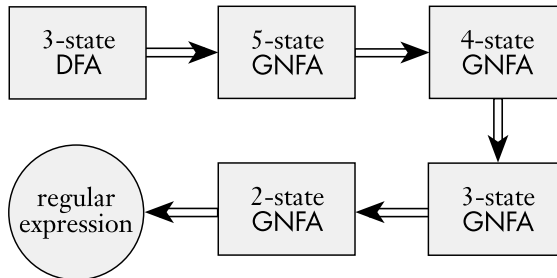 3-state
DFA
5-state
GNFA
4-state
GNFA
3-state
GNFA
2-state
GNFA
regular
expression